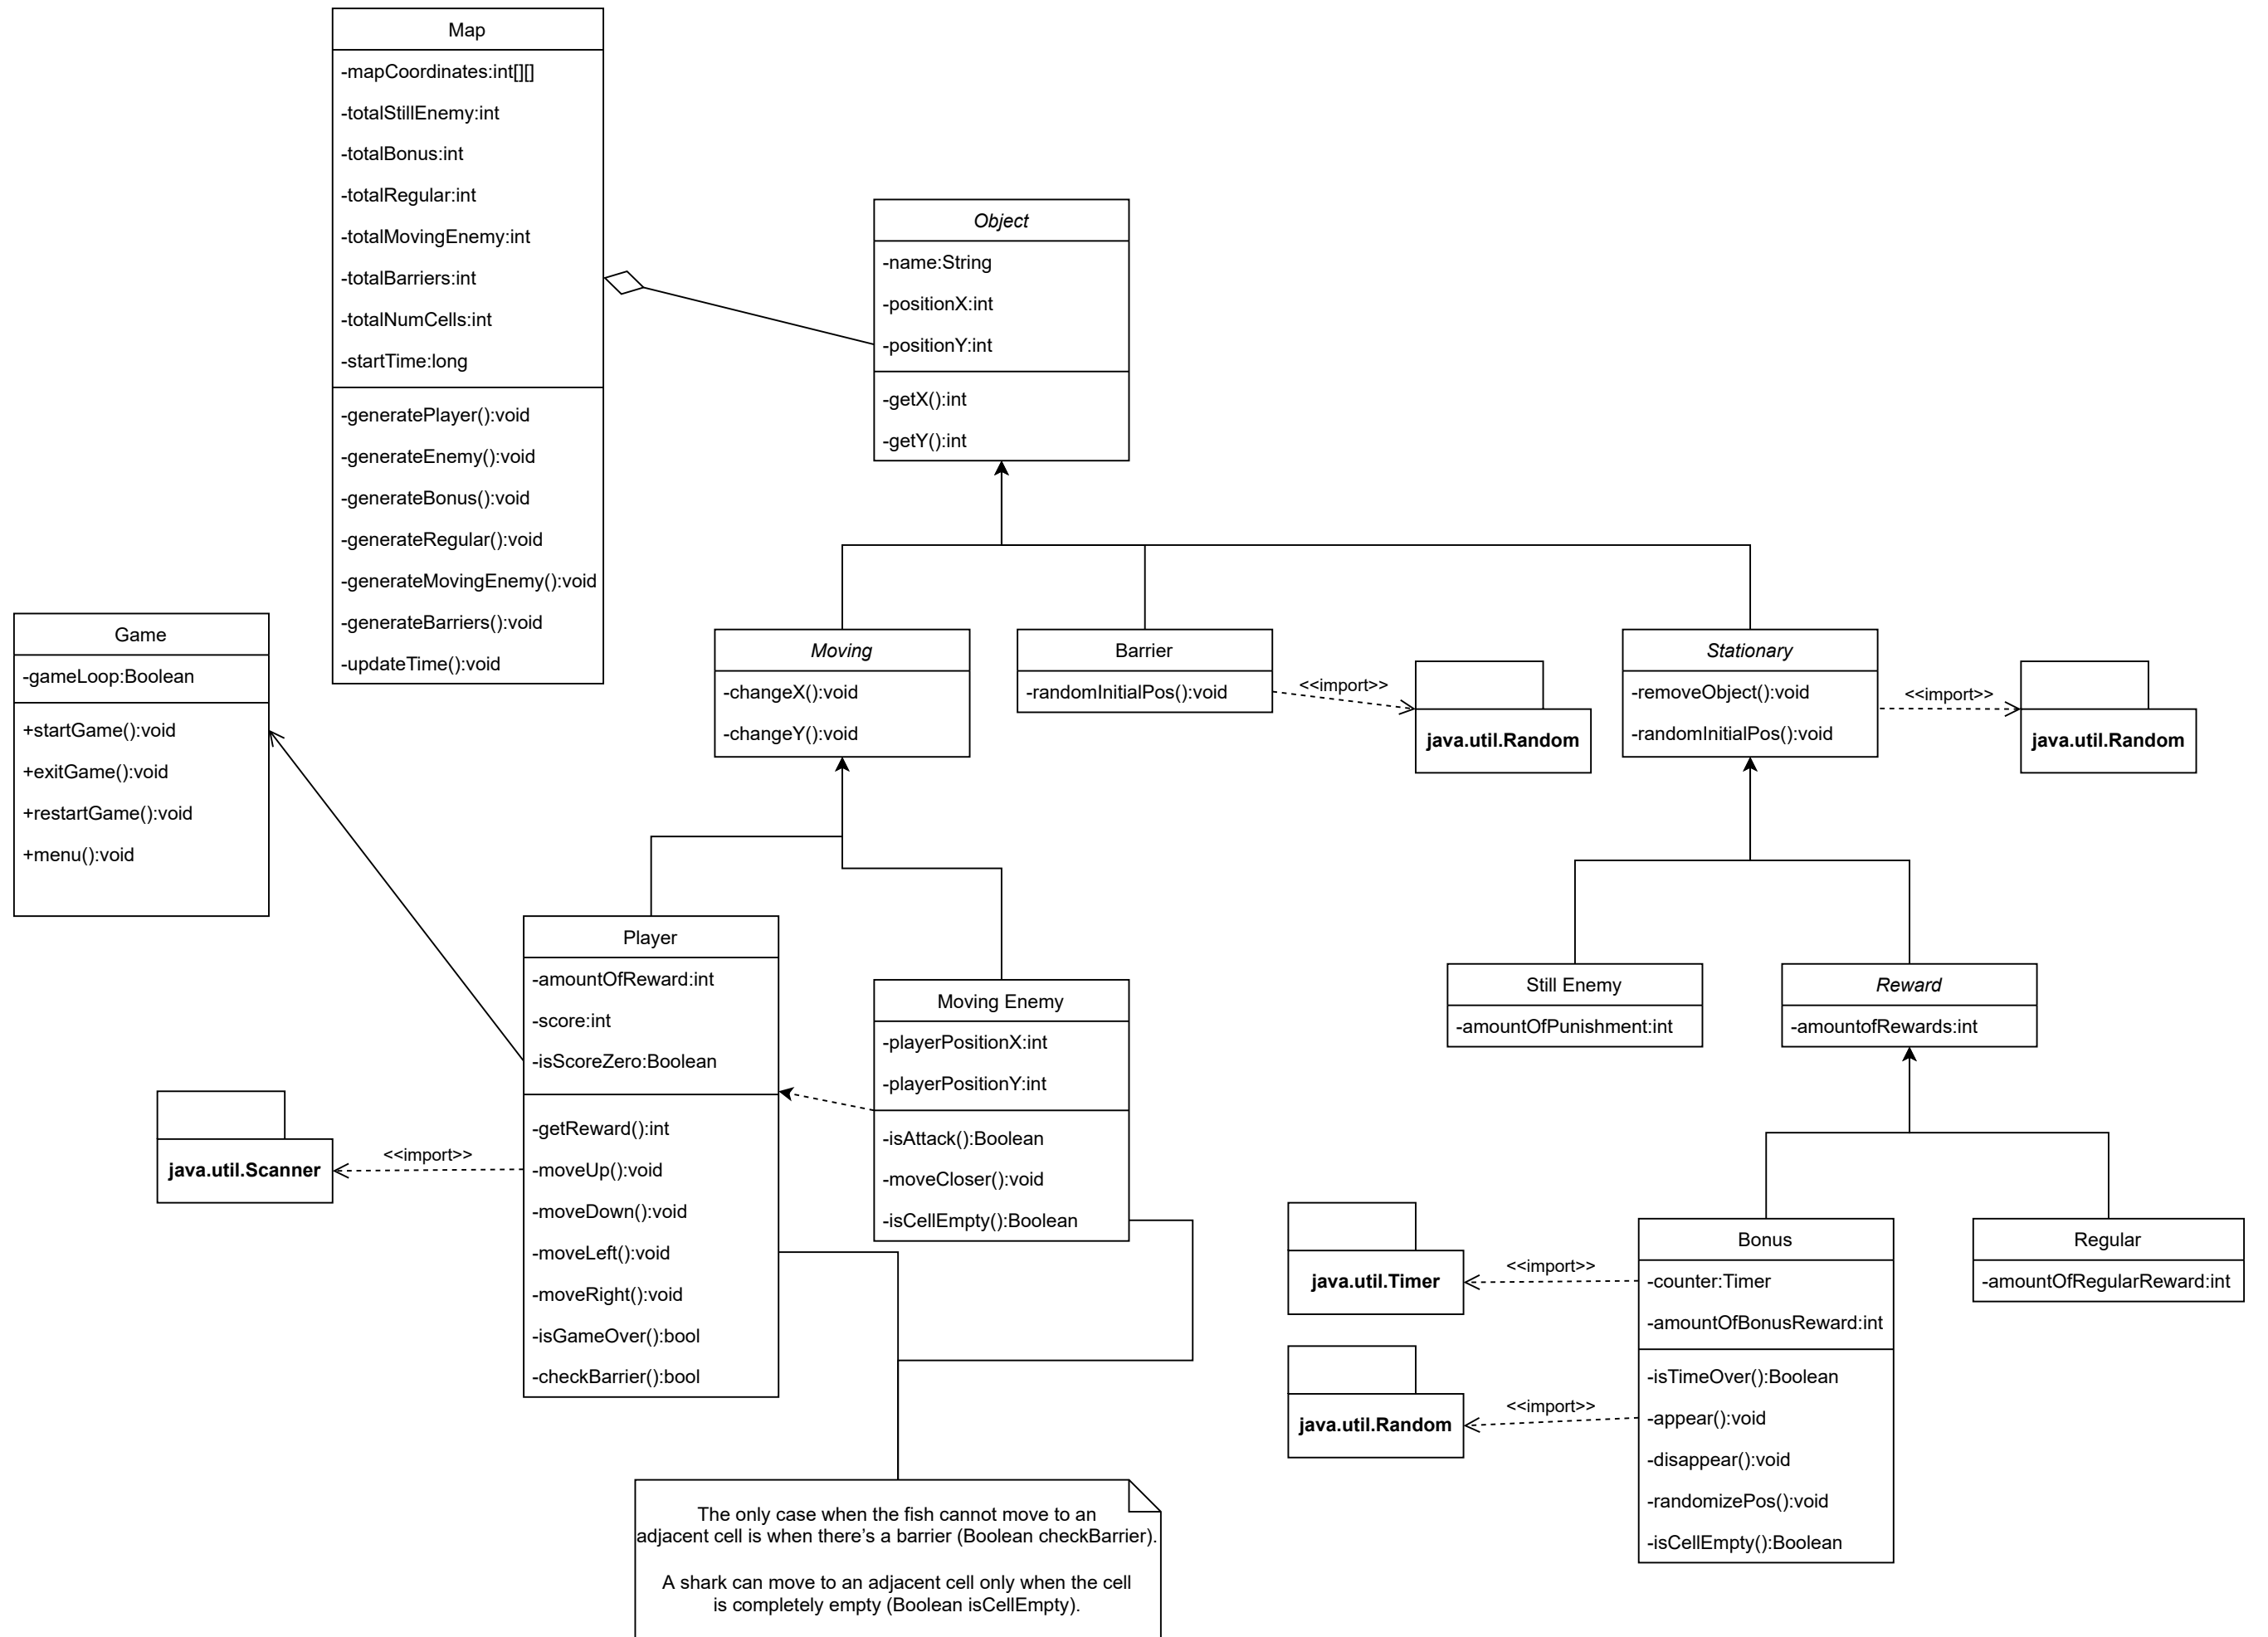 Map
-mapCoordinates:int[][]
-totalStillEnemy:int
-totalBonus:int
-totalRegular:int
-totalMovingEnemy:int
-totalBarriers:int
-totalNumCells:int
-startTime:long
-generatePlayer():void
-generateEnemy():void
-generateBonus():void
-generateRegular():void
-generateMovingEnemy():void
-generateBarriers():void
-updateTime():void
Object
-name:String
-positionX:int
-positionY:int
-getX():int
-getY():int
Game
-gameLoop:Boolean
+startGame():void
+exitGame():void
+restartGame():void
+menu():void
Moving
-changeX():void
-changeY():void
Barrier
-randomInitialPos():void
<<import>>
java.util.Random
Stationary
-removeObject():void
-randomInitialPos():void
<<import>>
java.util.Random
Player
-amountOfReward:int
-score:int
-isScoreZero:Boolean
-getReward():int
-moveUp():void
-moveDown():void
-moveLeft():void
-moveRight():void
-isGameOver():bool
-checkBarrier():bool
<<import>>
java.util.Scanner
Moving Enemy
-playerPositionX:int
-playerPositionY:int
-isAttack():Boolean
-moveCloser():void
-isCellEmpty():Boolean
Still Enemy
-amountOfPunishment:int
Reward
-amountofRewards:int
Bonus
-counter:Timer
-amountOfBonusReward:int
-isTimeOver():Boolean
-appear():void
-disappear():void
-randomizePos():void
-isCellEmpty():Boolean
<<import>>
java.util.Timer
<<import>>
java.util.Random
Regular
-amountOfRegularReward:int
The only case when the fish cannot move to an
adjacent cell is when there’s a barrier (Boolean checkBarrier).
A shark can move to an adjacent cell only when the cell
is completely empty (Boolean isCellEmpty).